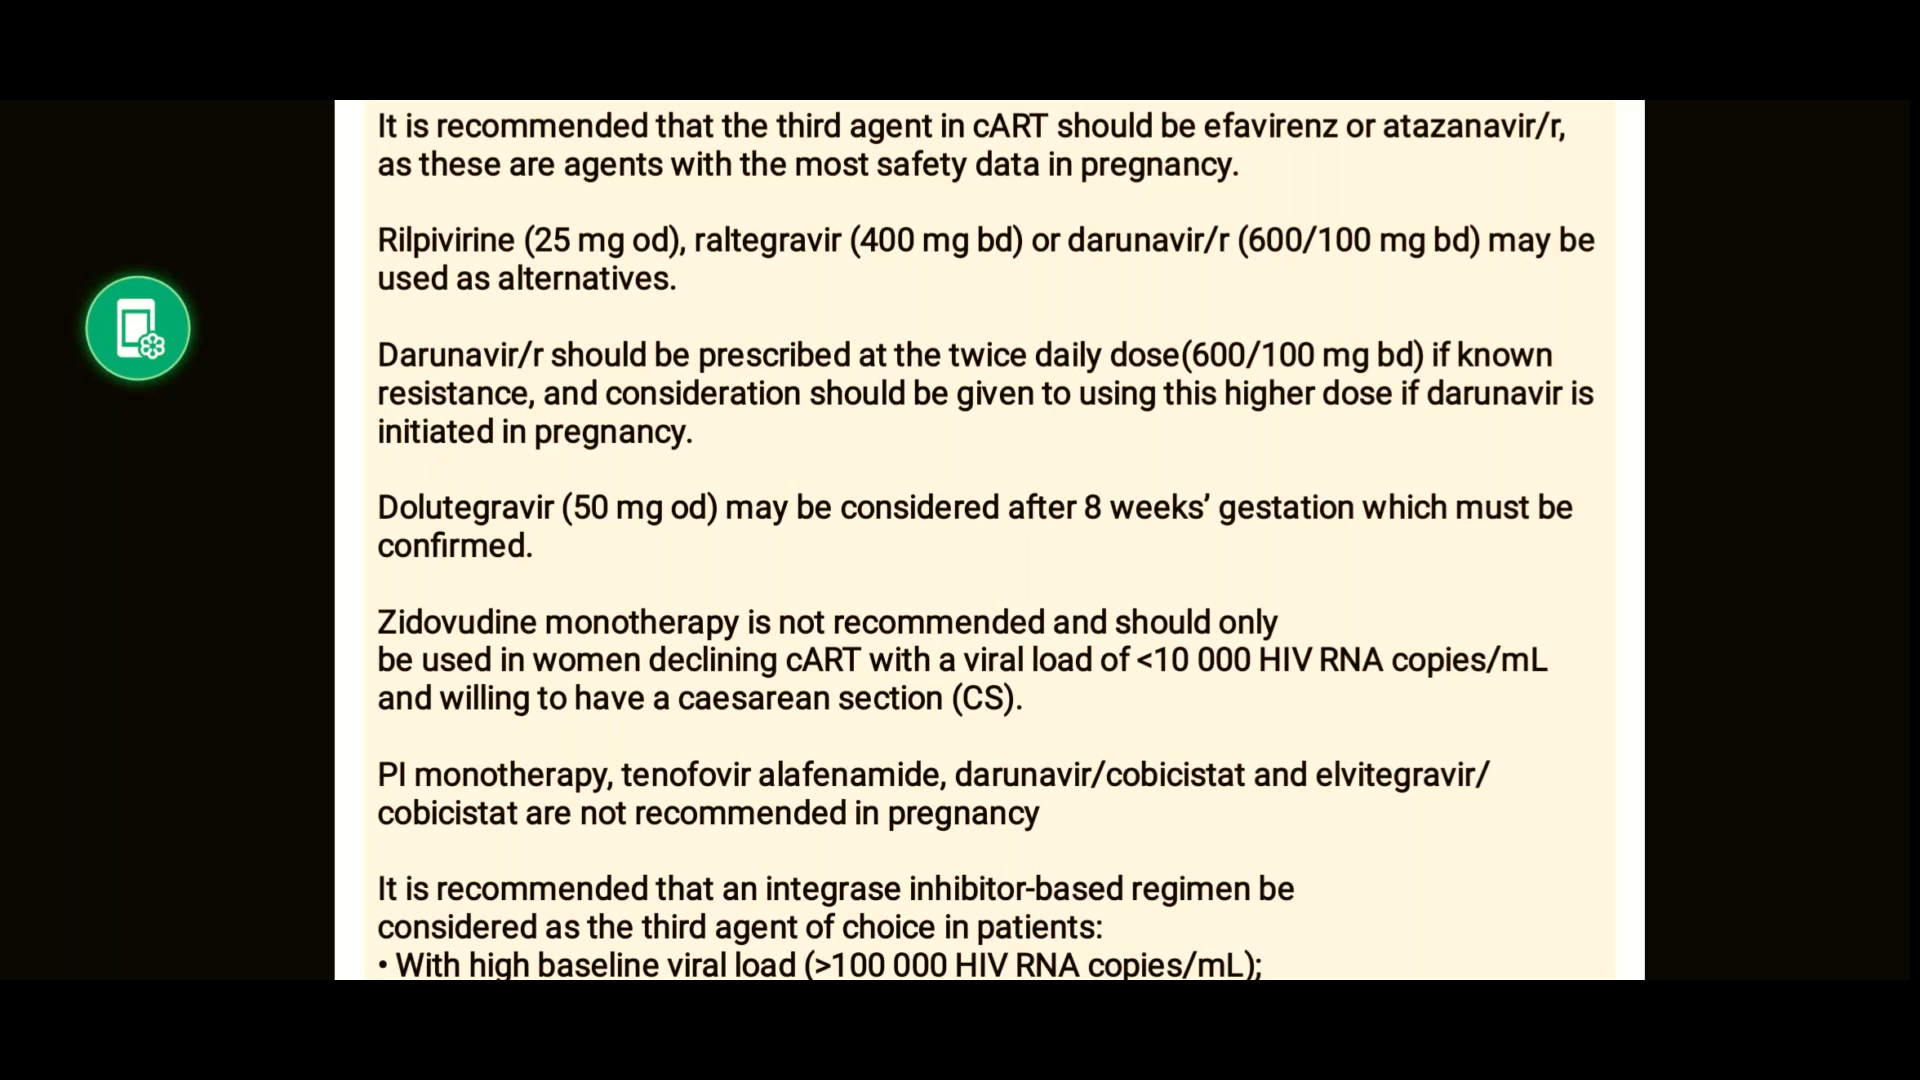 It is recommended that the third agent in cART should be efavirenz or atazanavir/r,
as these are agents with the most safety data in pregnancy.
Rilpivirine (25 mg od), raltegravir (400 mg bd) or darunavir/r (600/100 mg bd) may be
used as alternatives.
Darunavir/r should be prescribed at the twice daily dose(600/100 mg bd) if known
resistance, and consideration should be given to using this higher dose if darunavir is
initiated in pregnancy.
Dolutegravir (50 mg od) may be considered after 8 weeks’ gestation which must be
confirmed.
Zidovudine monotherapy is not recommended and should only
be used in women declining cART with a viral load of <10 000 HIV RNA copies/mL
and willing to have a caesarean section (CS).
PI monotherapy, tenofovir alafenamide, darunavir/cobicistat and elvitegravir/
cobicistat are not recommended in pregnancy
It is recommended that an integrase inhibitor-based regimen be
considered as the third agent of choice in patients:
• With high baseline viral load (>100 000 HIV RNA copies/mL);